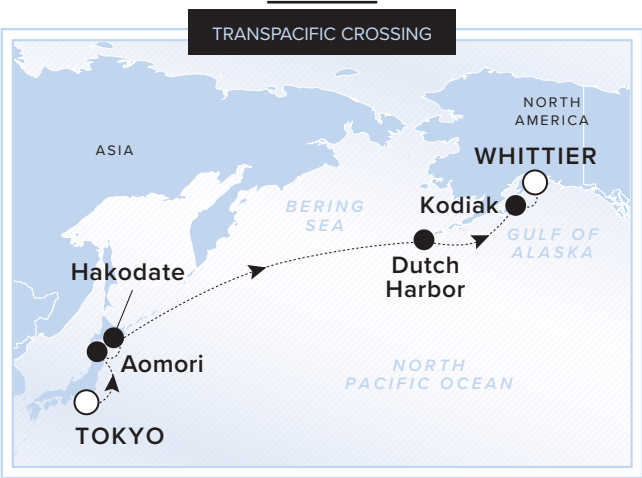 TRANSPACIFIC CROSSING
NORTH
AMERICA
ASIA
WHITTIER
BERING
SEA
Kodiak
GULF OF
ALASKA
Dutch
Harbor
Hakodate
Aomori
NORTH
PACIFIC OCEAN
TOKYO